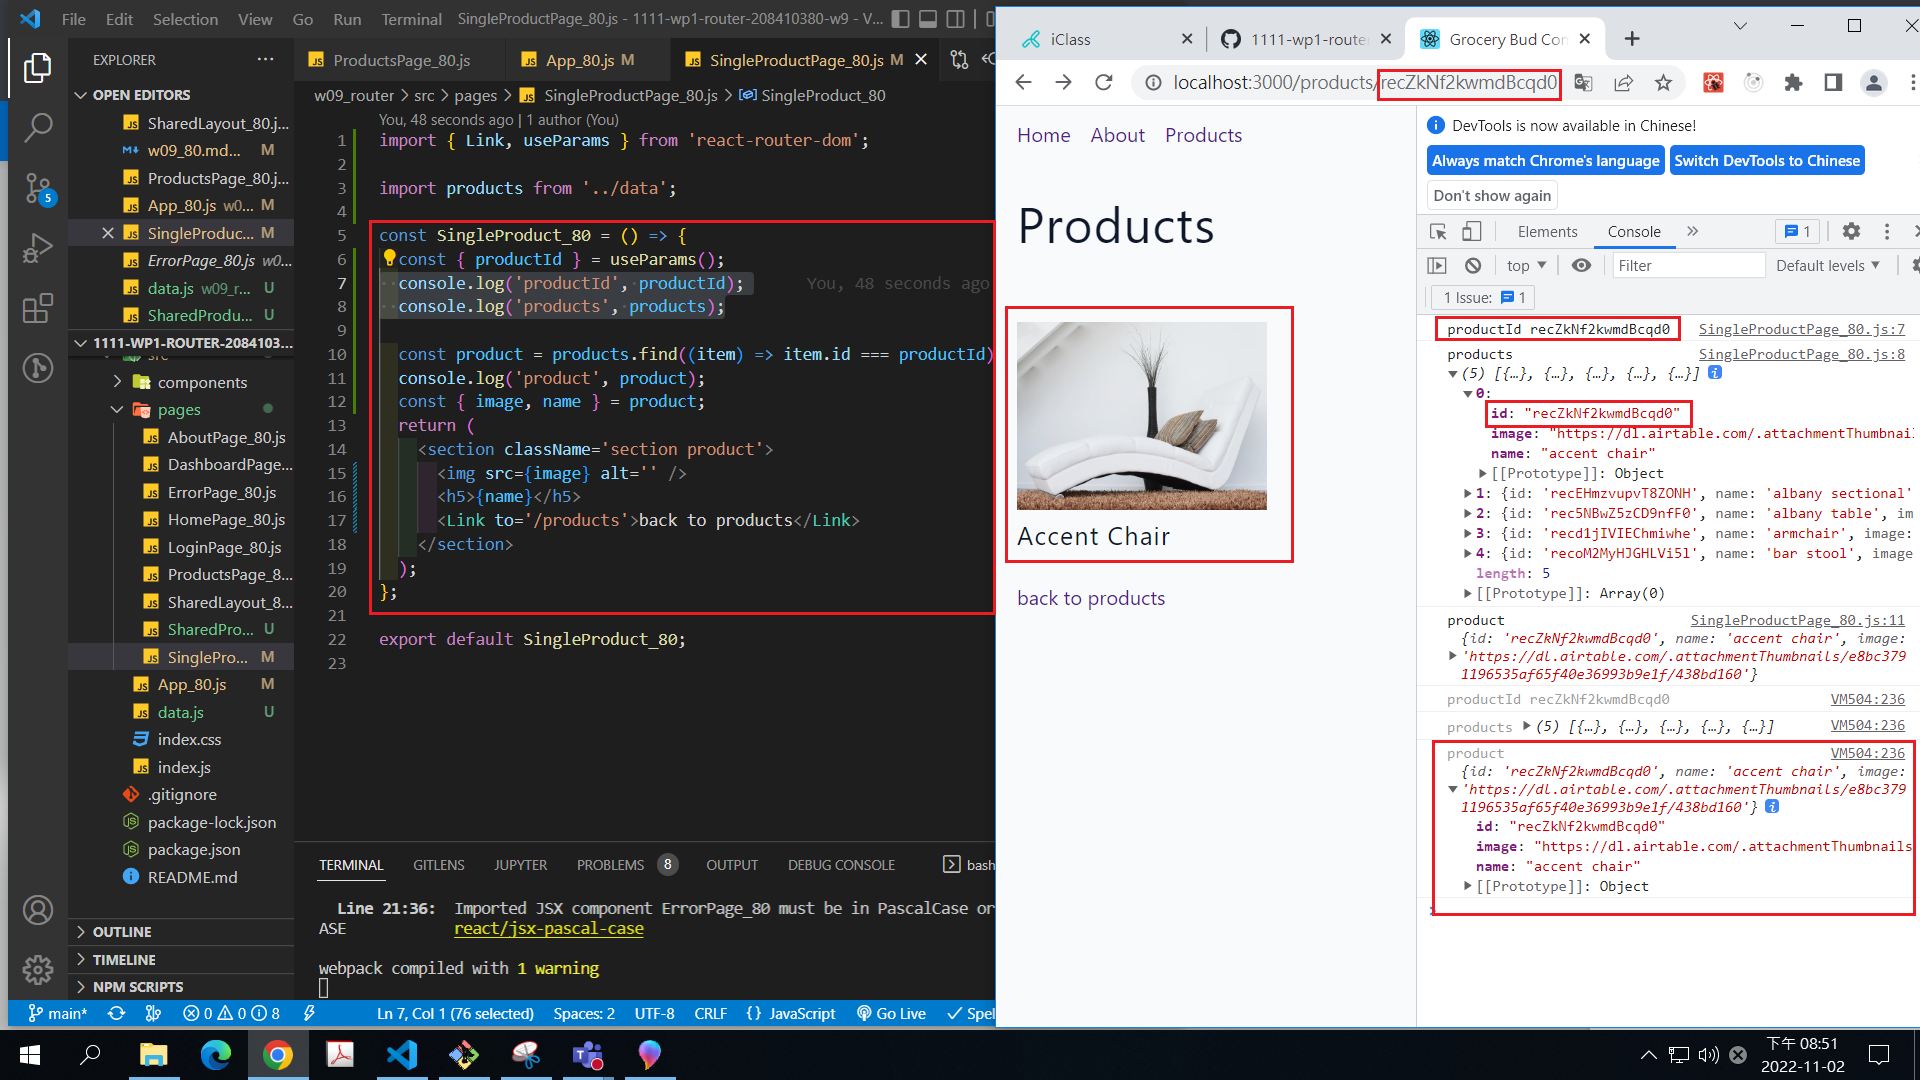 File Edit Selection View Go Run Terminal SingleProductPage_80.js - 1111-wp1-router-208410380-w9 - V...
EXPLORER ...
OPEN EDITORS
SharedLayout_80.j...
w09_80.md... M
ProductsPage_80.j...
App_80.js w0... M
SingleProduc... M
ErrorPage_80.js w0...
data.js w09_r... U
SharedProdu... U
5
1111-WP1-ROUTER-2084103...
src
components
pages
AboutPage_80.js
DashboardPage...
ErrorPage_80.js
HomePage_80.js
LoginPage_80.js
ProductsPage_8...
SharedLayout_8...
SharedPro... U
SinglePro... M
App_80.js M
data.js U
index.css
index.js
.gitignore
package-lock.json
package.json
README.md
OUTLINE
TIMELINE
NPM SCRIPTS
ProductsPage_80.js App_80.js M SingleProductPage_80.js M
w09_router > src > pages > SingleProductPage_80.js > SingleProduct_80
You, 48 seconds ago | 1 author (You)
1 import { Link, useParams } from 'react-router-dom';
2
3 import products from '../data';
4
5 const SingleProduct_80 = () => {
6 const { productId } = useParams();
7 console.log('productId', productId); You, 48 seconds ago
8 console.log('products', products);
9
10 const product = products.find((item) => item.id === productId)
11 console.log('product', product);
12 const { image, name } = product;
13 return (
14 <section className='section product'>
15 <img src={image} alt='' />
16 <h5>{name}</h5>
17 <Link to='/products'>back to products</Link>
18 </section>
19 );
20 };
21
22 export default SingleProduct_80;
23
TERMINAL GITLENS JUPYTER PROBLEMS 8 OUTPUT DEBUG CONSOLE bash
Line 21:36: Imported JSX component ErrorPage_80 must be in PascalCase or
ASE react/jsx-pascal-case
webpack compiled with 1 warning
main* 0 0 8 Ln 7, Col 1 (76 selected) Spaces: 2 UTF-8 CRLF {} JavaScript Go Live Spel
iClass 1111-wp1-route Grocery Bud Con
localhost:3000/products/recZkNf2kwmdBcqd0
Home About Products
Products
Accent Chair
back to products
DevTools is now available in Chinese!
Always match Chrome's language Switch DevTools to Chinese
Don't show again
Elements Console 1
top Filter Default levels
1 Issue: 1
productId recZkNf2kwmdBcqd0 SingleProductPage_80.js:7
products SingleProductPage_80.js:8
(5) [{…}, {…}, {…}, {…}, {…}]
0:
id: "recZkNf2kwmdBcqd0"
image: "https://dl.airtable.com/.attachmentThumbnai
name: "accent chair"
[[Prototype]]: Object
1: {id: 'recEHmzvupvT8ZONH', name: 'albany sectional'
2: {id: 'rec5NBwZ5zCD9nfF0', name: 'albany table', im
3: {id: 'recd1jIVIEChmiwhe', name: 'armchair', image:
4: {id: 'recoM2MyHJGHLVi5l', name: 'bar stool', image
length: 5
[[Prototype]]: Array(0)
product SingleProductPage_80.js:11
{id: 'recZkNf2kwmdBcqd0', name: 'accent chair', image:
'https://dl.airtable.com/.attachmentThumbnails/e8bc379
1196535af65f40e36993b9e1f/438bd160'}
productId recZkNf2kwmdBcqd0 VM504:236
products (5) [{…}, {…}, {…}, {…}, {…}] VM504:236
product VM504:236
{id: 'recZkNf2kwmdBcqd0', name: 'accent chair', image:
'https://dl.airtable.com/.attachmentThumbnails/e8bc379
1196535af65f40e36993b9e1f/438bd160'}
id: "recZkNf2kwmdBcqd0"
image: "https://dl.airtable.com/.attachmentThumbnails
name: "accent chair"
[[Prototype]]: Object
下午 08:51
2022-11-02